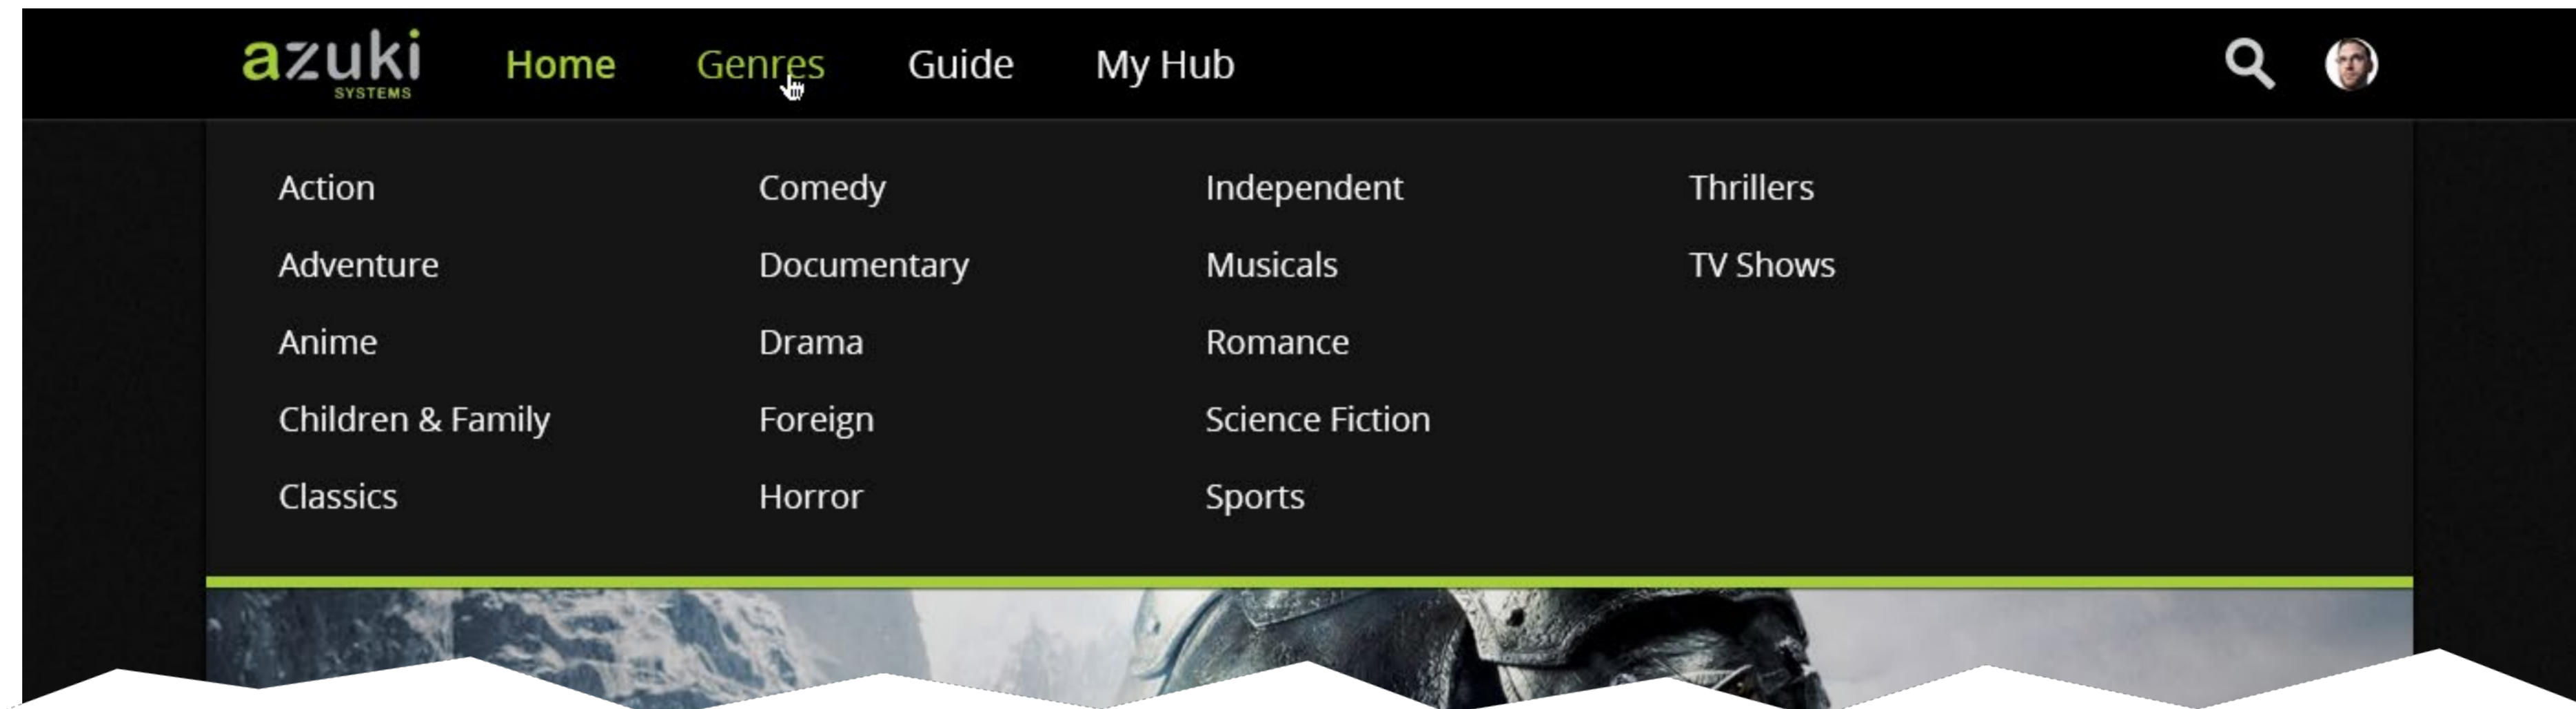 azuki
SYSTEMS
Home Genres Guide My Hub
Action
Adventure
Anime
Children & Family
Classics
Comedy
Documentary
Drama
Foreign
Horror
Independent
Musicals
Romance
Science Fiction
Sports
Thrillers
TV Shows